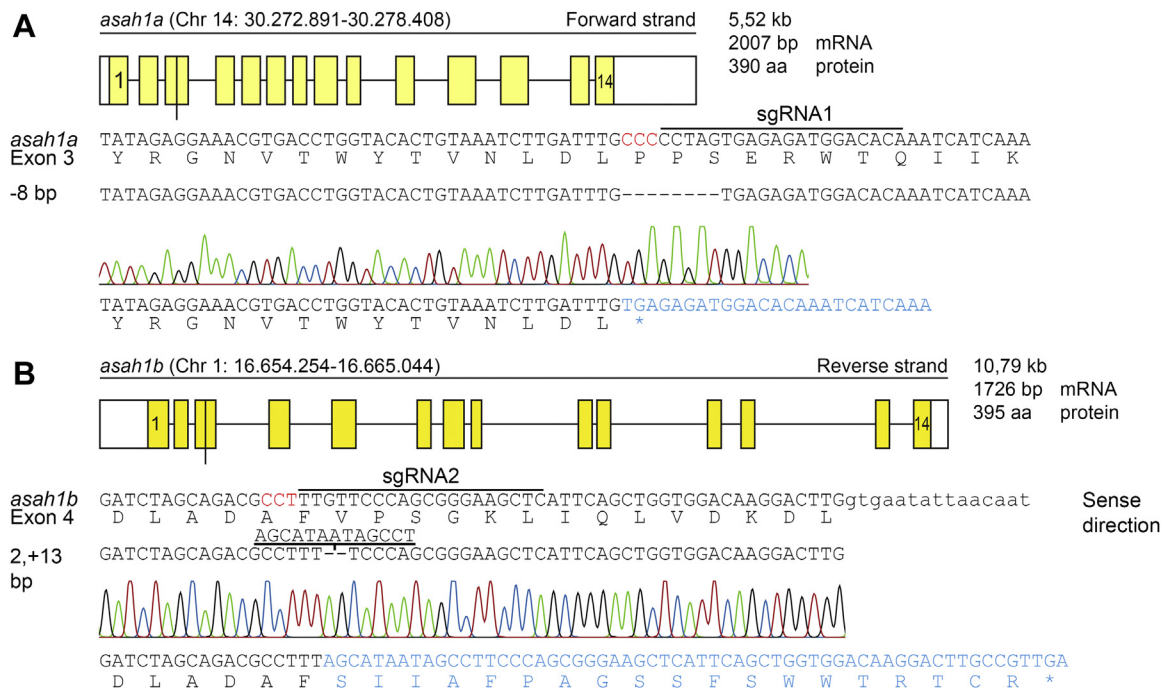 A
asah1a (Chr 14: 30.272.891-30.278.408) Forward strand
5,52 kb
2007 bp mRNA
390 aa protein
1 14
sgRNA1
asah1a TATAGAGGAAACGTGACCTGGTACACTGTAAATCTTGATTTGCCCCCTAGTGAGAGATGGACACAAATCATCAAA
Exon 3 Y R G N V T W Y T V N L D L P P S E R W T Q I I K
-8 bp TATAGAGGAAACGTGACCTGGTACACTGTAAATCTTGATTTG--------TGAGAGATGGACACAAATCATCAAA
TATAGAGGAAACGTGACCTGGTACACTGTAAATCTTGATTTGTGAGAGATGGACACAAATCATCAAA
Y R G N V T W Y T V N L D L *
B
asah1b (Chr 1: 16.654.254-16.665.044) Reverse strand
10,79 kb
1726 bp mRNA
395 aa protein
1 14
sgRNA2
asah1b GATCTAGCAGACGCCTTTGTTCCCAGCGGGAAGCTCATTCAGCTGGTGGACAAGGACTTGgtgaatattaacaat
Exon 4 D L A D A F V P S G K L I Q L V D K D L
Sense
direction
AGCATAATAGCCT
2,+13 GATCTAGCAGACGCCTTT--TCCCAGCGGGAAGCTCATTCAGCTGGTGGACAAGGACTTG
bp
GATCTAGCAGACGCCTTTAGCATAATAGCCTTCCCAGCGGGAAGCTCATTCAGCTGGTGGACAAGGACTTGCCGTTGA
D L A D A F S I I A F P A G S S F S W W T R T C R *